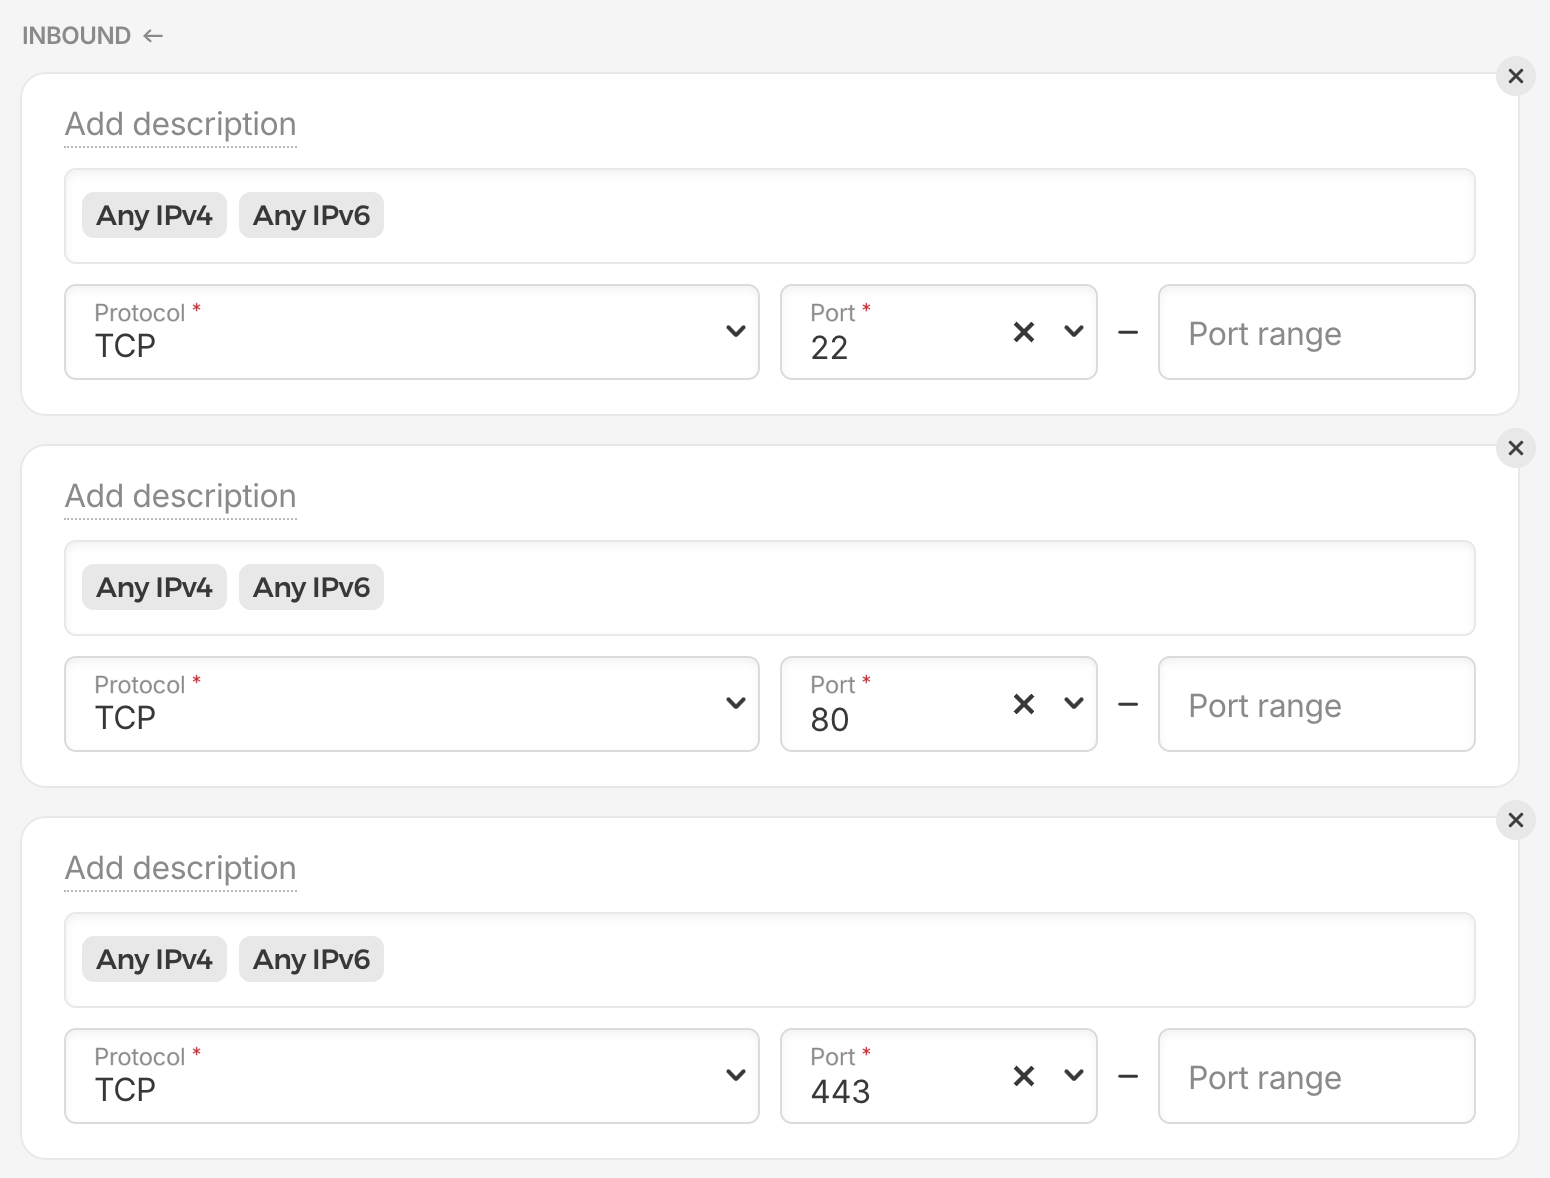 INBOUND ←
Add description
Any IPv4 Any IPv6
Protocol * Port *
TCP 22 – Port range
Add description
Any IPv4 Any IPv6
Protocol * Port *
TCP 80 – Port range
Add description
Any IPv4 Any IPv6
Protocol * Port *
TCP 443 – Port range